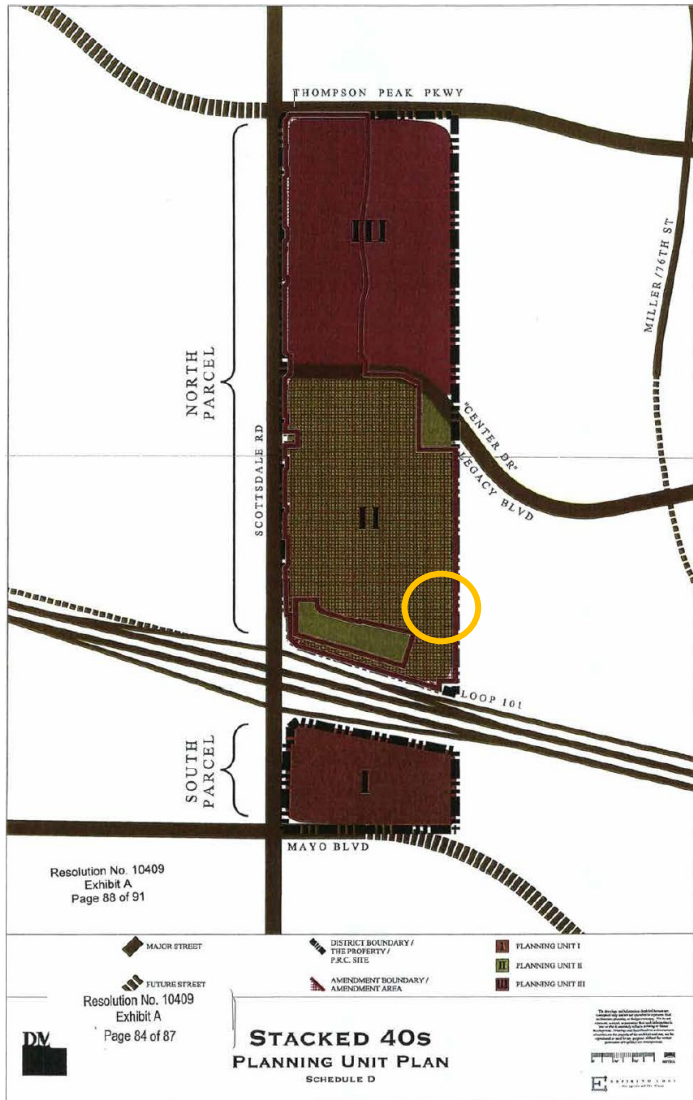 THOMPSON PEAK PKWY
III
MILLER/76TH ST
NORTH
PARCEL
SCOTTSDALE RD
"CENTER DR"
LEGACY BLVD
II
LOOP 101
SOUTH
PARCEL
I
MAYO BLVD
Resolution No. 10409
Exhibit A
Page 88 of 91
MAJOR STREET
DISTRICT BOUNDARY /
THE PROPERTY /
P.R.C. SITE
I PLANNING UNIT I
II PLANNING UNIT II
FUTURE STREET
AMENDMENT BOUNDARY /
AMENDMENT AREA
III PLANNING UNIT III
Resolution No. 10409
Exhibit A
Page 84 of 87
STACKED 40s
PLANNING UNIT PLAN
SCHEDULE D